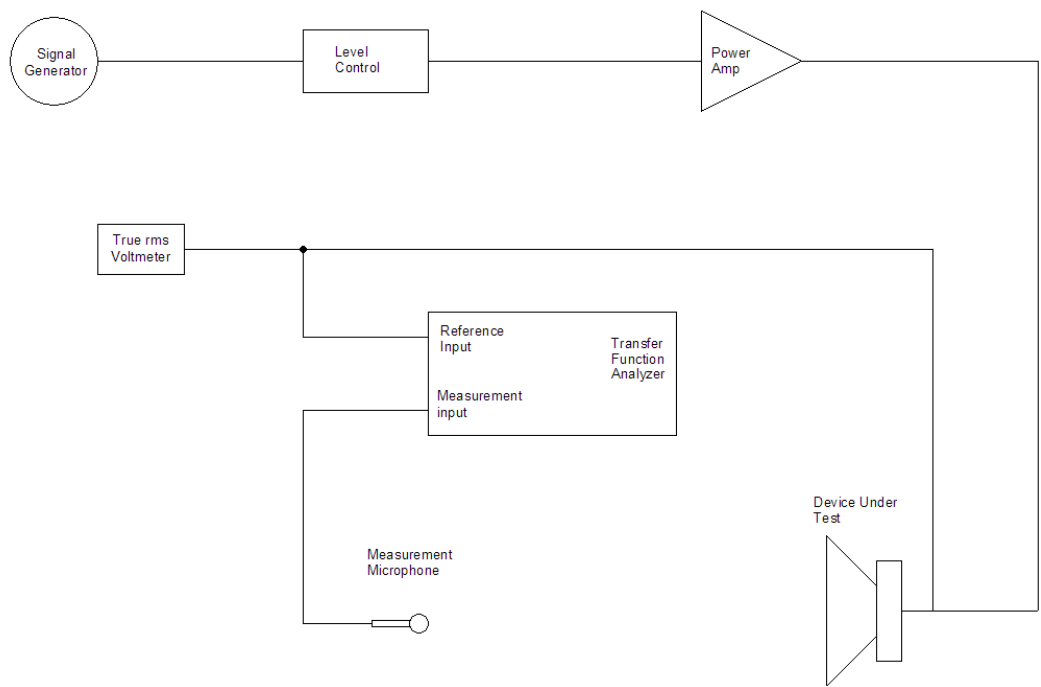 Signal
Generator
Level
Control
Power
Amp
True rms
Voltmeter
Reference
Input
Transfer
Function
Analyzer
Measurement
input
Device Under
Test
Measurement
Microphone